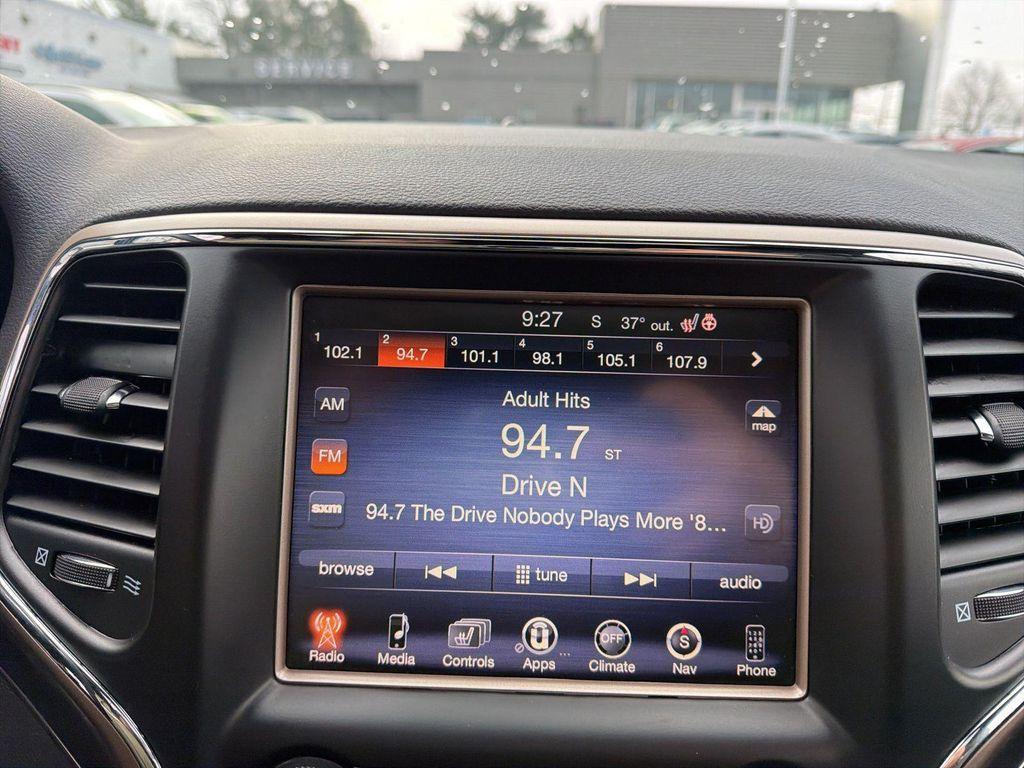 SERVICE
9:27 S 37° out.
1 102.1 2 94.7 3 101.1 4 98.1 5 105.1 6 107.9
AM
Adult Hits
map
94.7 ST
FM
Drive N
sxm
94.7 The Drive Nobody Plays More '8...
HD
browse tune audio
OFF S
Radio Media Controls Apps ... Climate Nav Phone